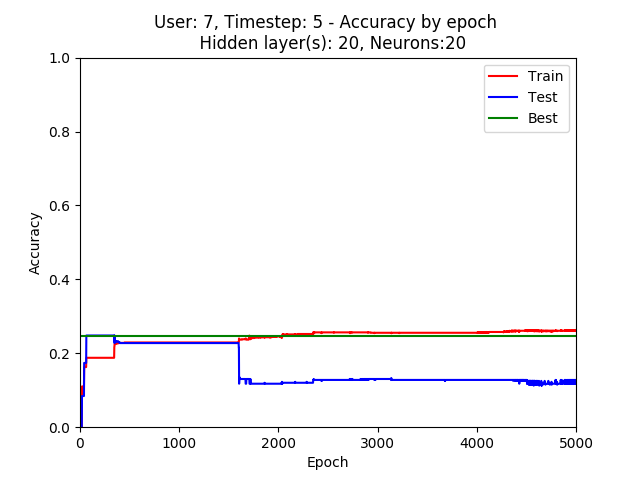 User: 7, Timestep: 5 - Accuracy by epoch
Hidden layer(s): 20, Neurons:20
1.0
0.8
0.6
0.4
0.2
0.0
Accuracy
Train
Test
Best
0 1000 2000 3000 4000 5000
Epoch